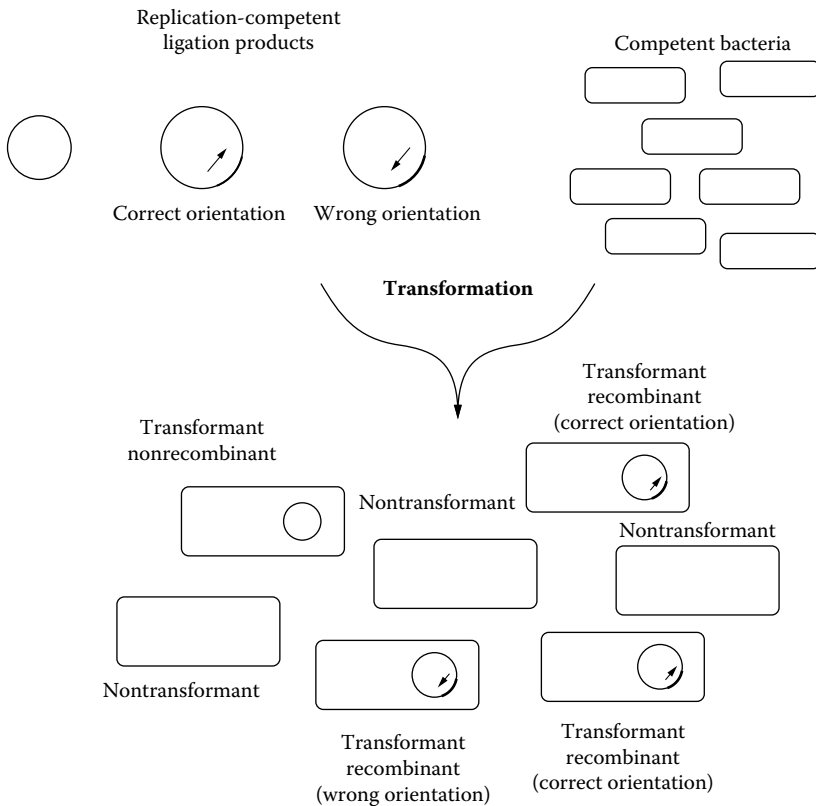 Replication-competent
ligation products
Competent bacteria
Correct orientation
Wrong orientation
Transformation
Transformant
recombinant
(correct orientation)
Transformant
nonrecombinant
Nontransformant
Nontransformant
Nontransformant
Transformant
recombinant
(wrong orientation)
Transformant
recombinant
(correct orientation)